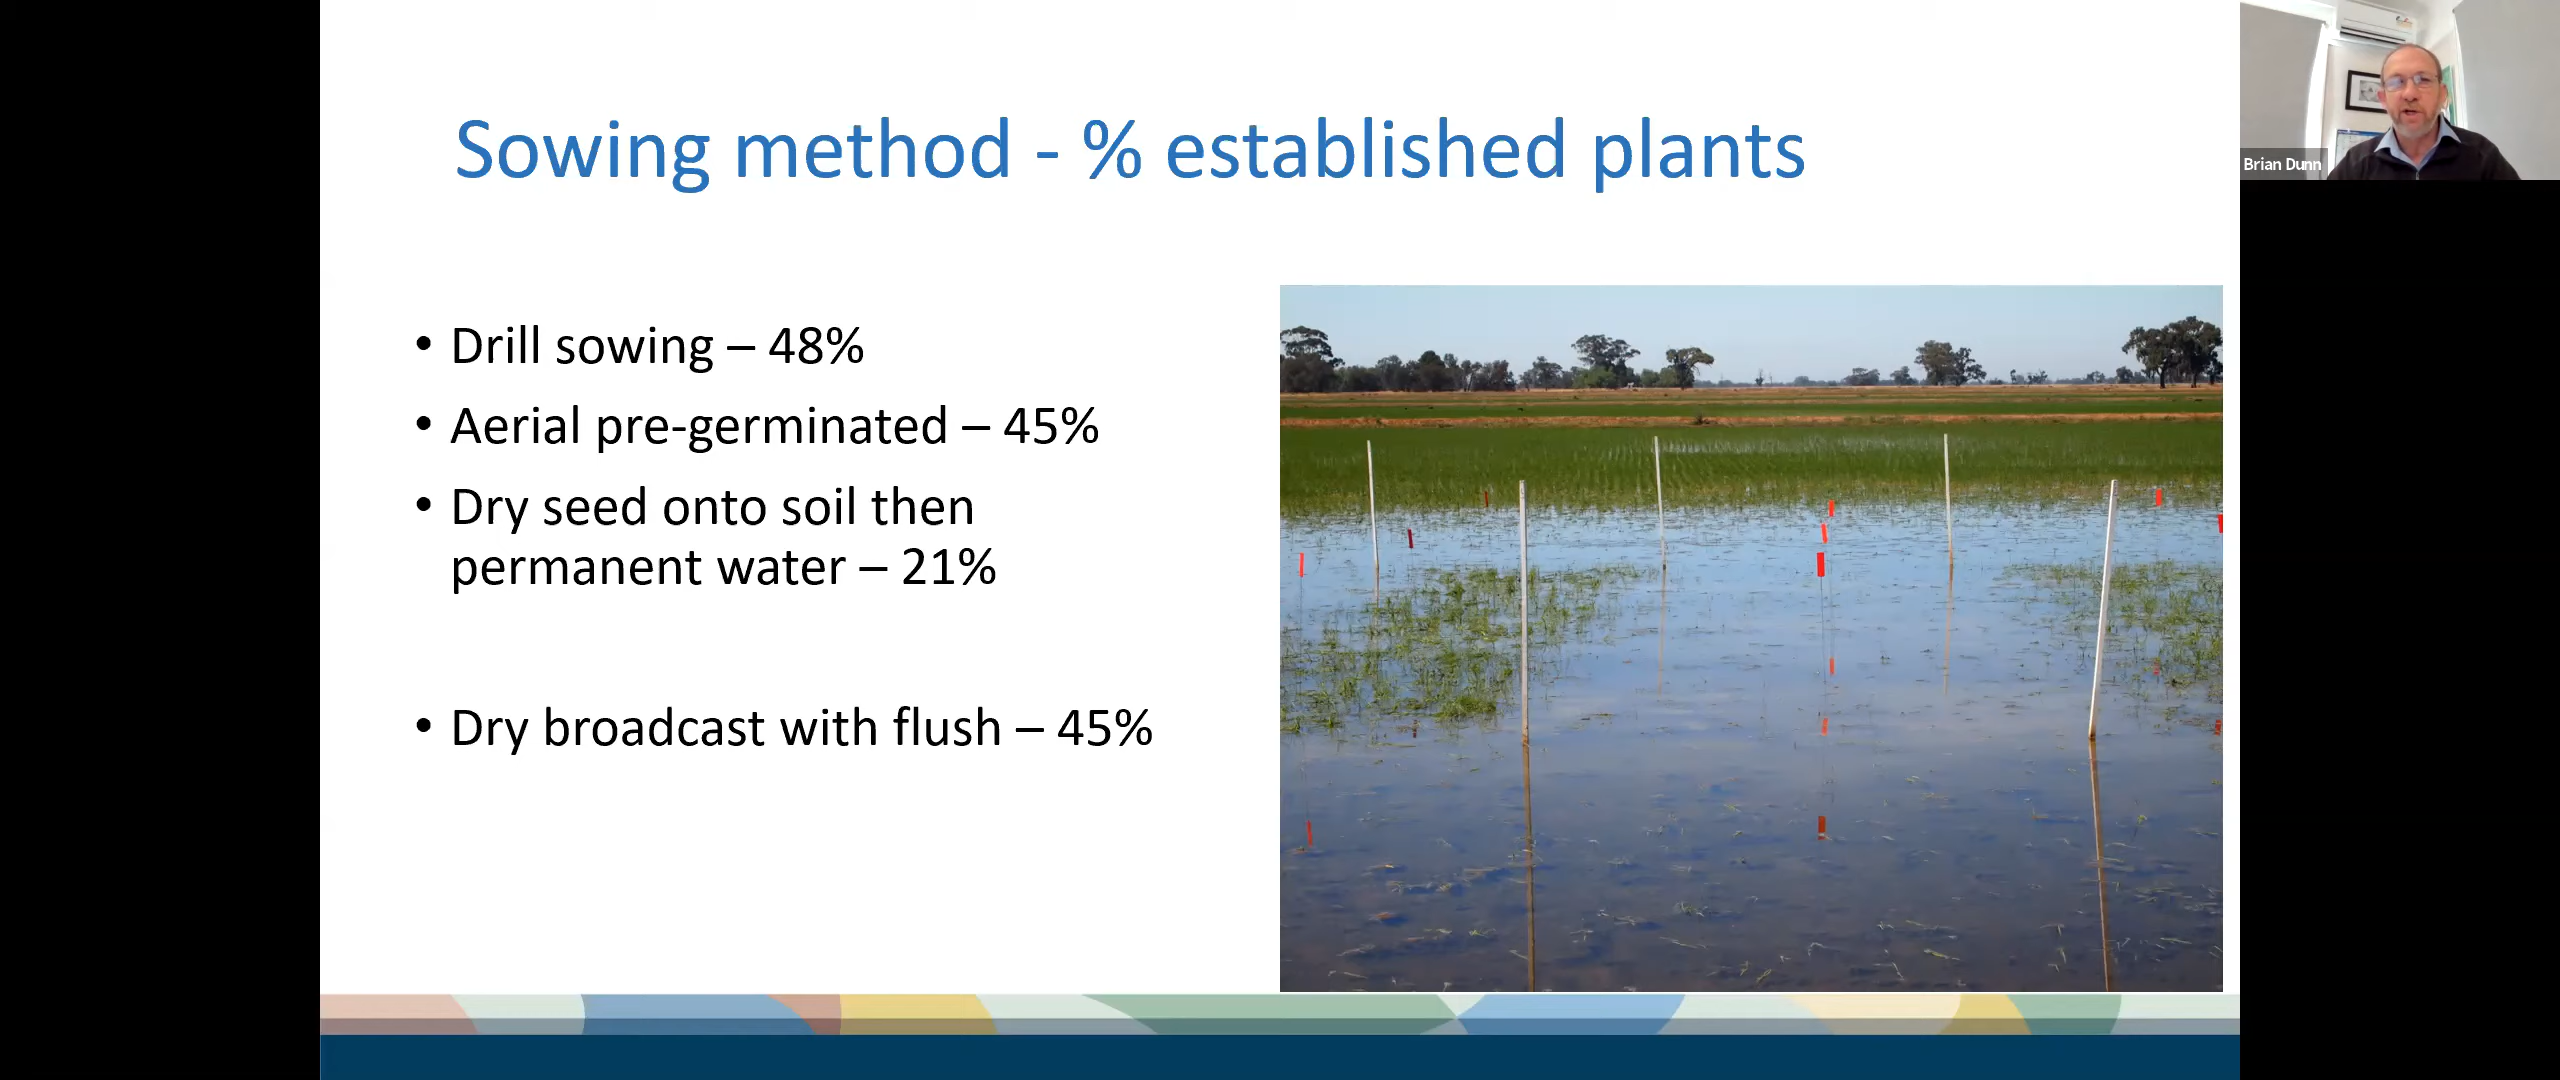 Sowing method - % established plants
• Drill sowing – 48%
• Aerial pre-germinated – 45%
• Dry seed onto soil then
permanent water – 21%
• Dry broadcast with flush – 45%
Brian Dunn